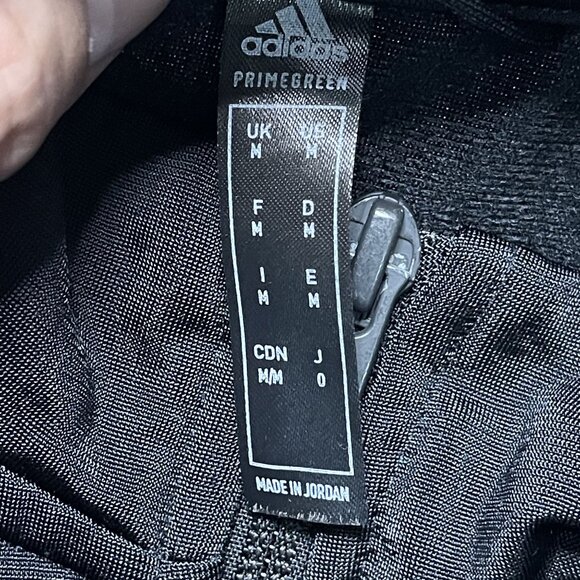 adidas
PRIMEGREEN
UK US
M M
F D
M M
I E
M M
CDN J
M/M O
MADE IN JORDAN